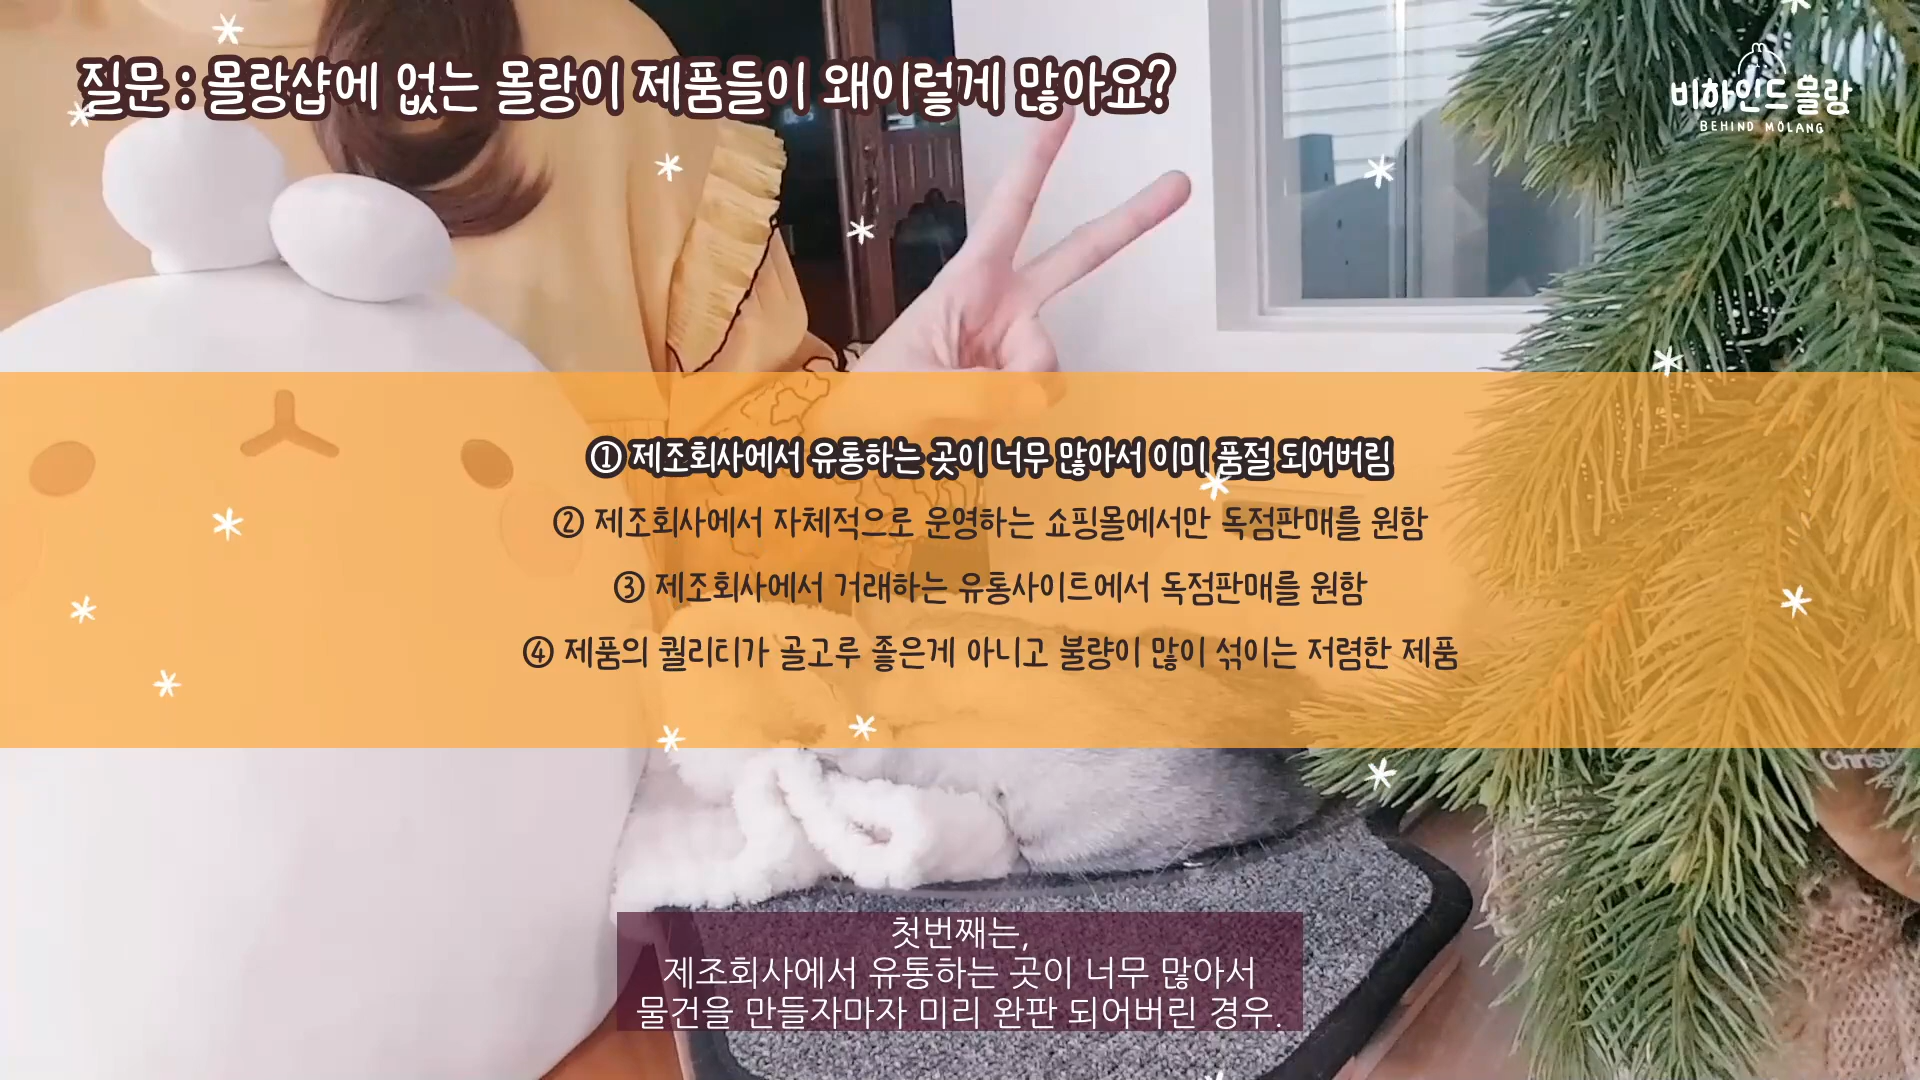 질문 : 몰랑샵에 없는 몰랑이 제품들이 왜이렇게 많아요?
비하인드 몰랑
BEHIND MOLANG
① 제조회사에서 유통하는 곳이 너무 많아서 이미 품절 되어버림
② 제조회사에서 자체적으로 운영하는 쇼핑몰에서만 독점판매를 원함
③ 제조회사에서 거래하는 유통사이트에서 독점판매를 원함
④ 제품의 퀄리티가 골고루 좋은게 아니고 불량이 많이 섞이는 저렴한 제품
첫번째는,
제조회사에서 유통하는 곳이 너무 많아서
물건을 만들자마자 미리 완판 되어버린 경우.